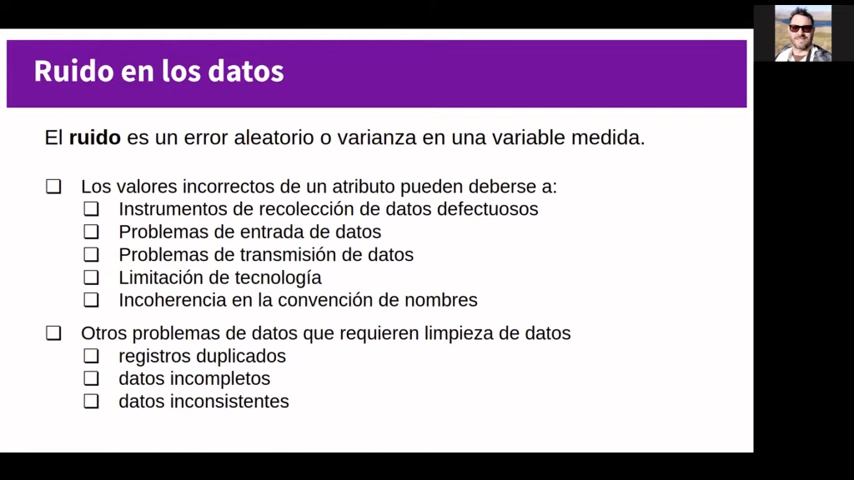 Ruido en los datos
El ruido es un error aleatorio o varianza en una variable medida.
❑ Los valores incorrectos de un atributo pueden deberse a:
❑ Instrumentos de recolección de datos defectuosos
❑ Problemas de entrada de datos
❑ Problemas de transmisión de datos
❑ Limitación de tecnología
❑ Incoherencia en la convención de nombres
❑ Otros problemas de datos que requieren limpieza de datos
❑ registros duplicados
❑ datos incompletos
❑ datos inconsistentes